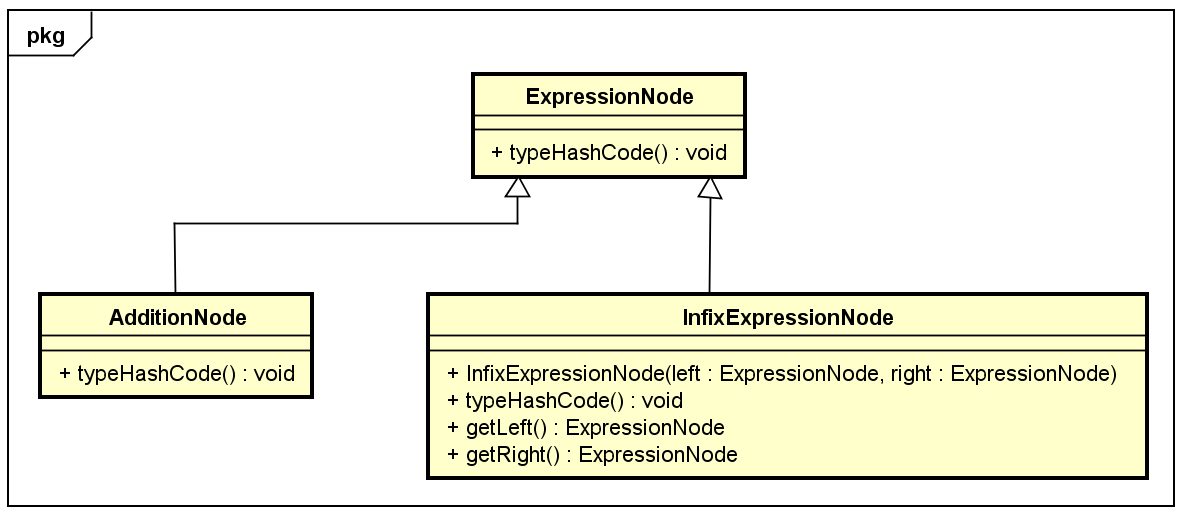 pkg
ExpressionNode
+ typeHashCode() : void
AdditionNode
+ typeHashCode() : void
InfixExpressionNode
+ InfixExpressionNode(left : ExpressionNode, right : ExpressionNode)
+ typeHashCode() : void
+ getLeft() : ExpressionNode
+ getRight() : ExpressionNode